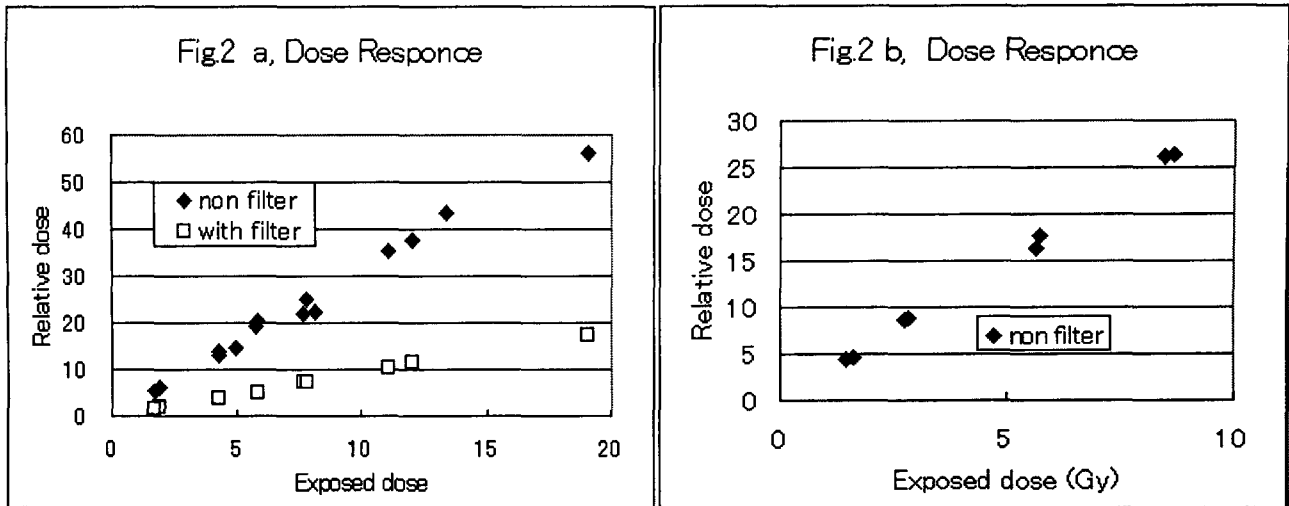 Fig.2 a, Dose Responce
60
50
40
30
20
10
0
Relative dose
non filter
with filter
0 5 10 15 20
Exposed dose
Fig.2 b, Dose Responce
30
25
20
15
10
5
0
Relative dose
non filter
0 5 10
Exposed dose (Gy)